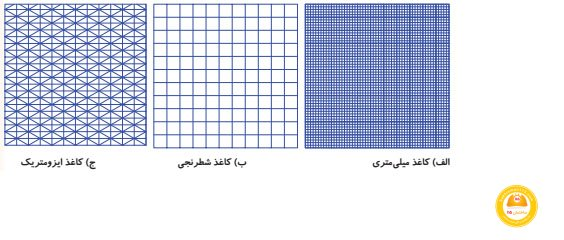 الف) کاغذ میلی‌متری
ب) کاغذ شطرنجی
ج) کاغذ ایزومتریک